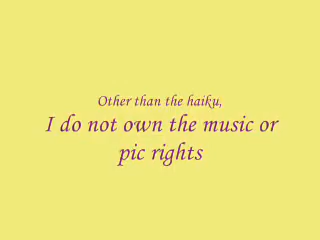 Other than the haiku,
I do not own the music or
pic rights